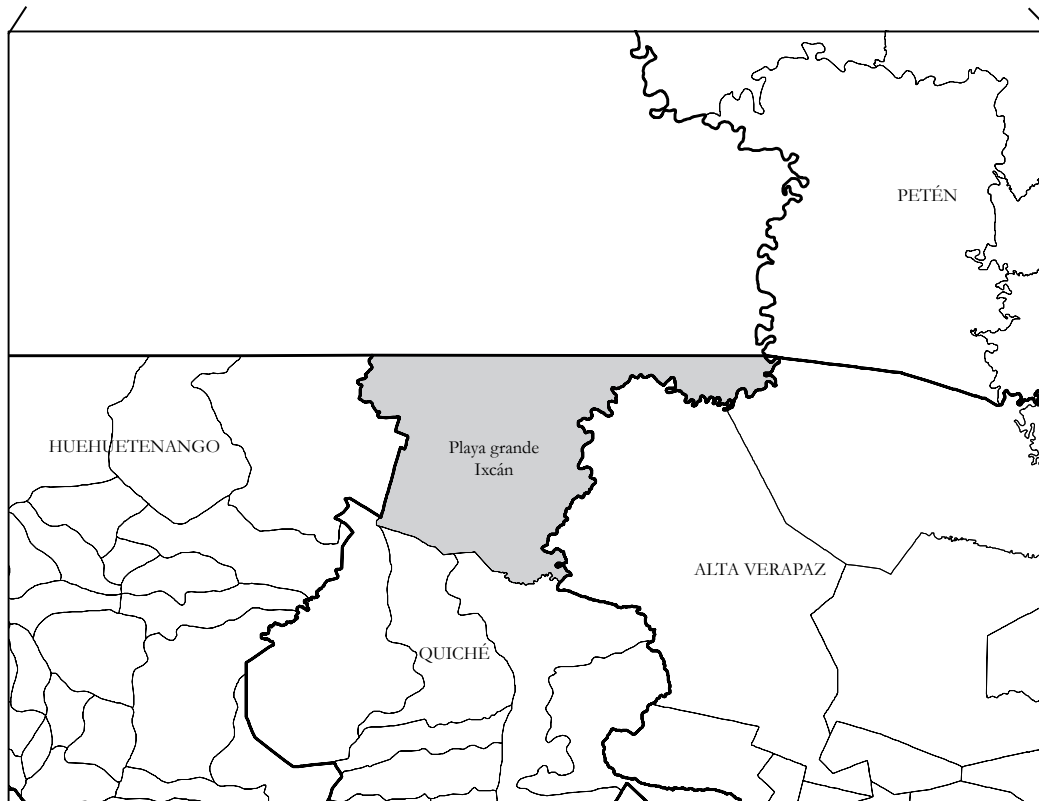 PETÉN
HUEHUETENANGO
Playa grande
Ixcán
ALTA VERAPAZ
QUICHÉ